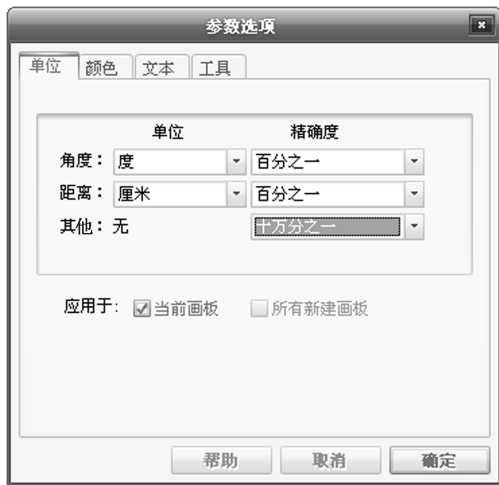 参数选项
单位 颜色 文本 工具
单位 精确度
角度： 度 百分之一
距离： 厘米 百分之一
其他： 无 十万分之一
应用于: 当前画板 所有新建画板
帮助 取消 确定